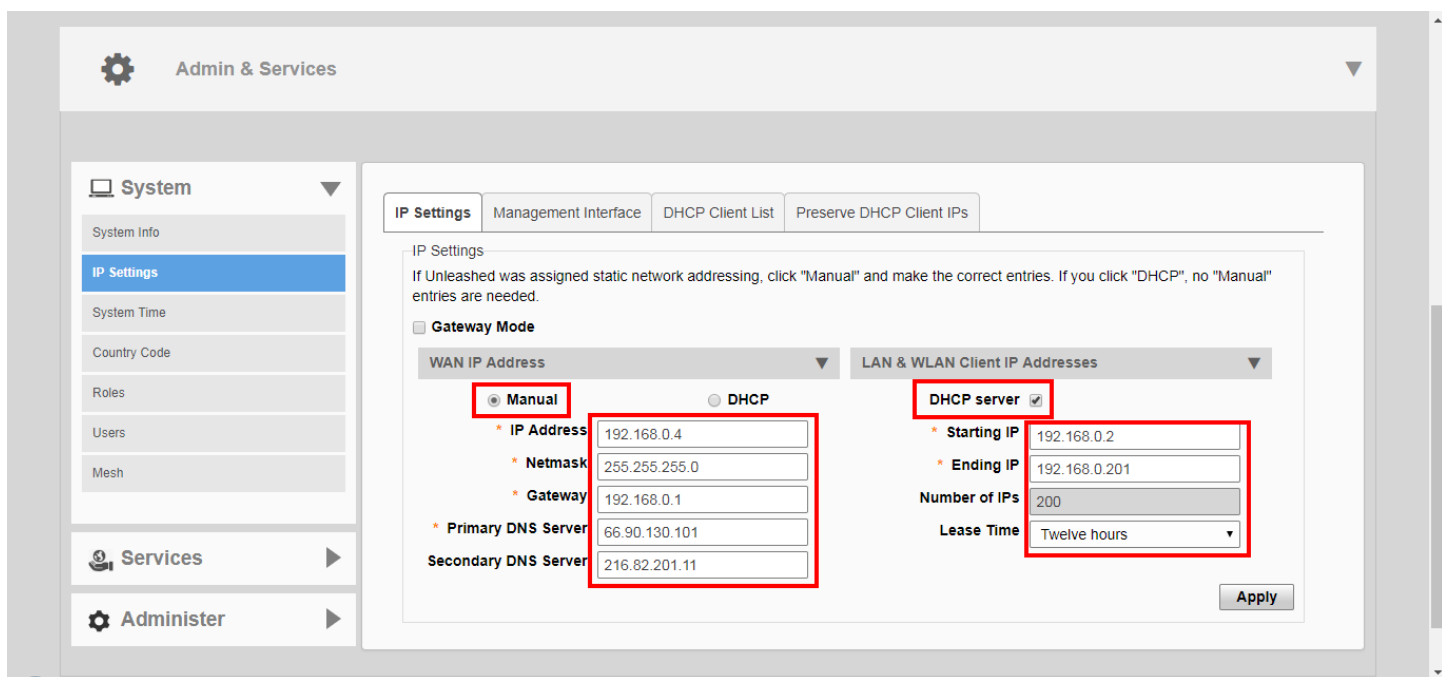 Admin & Services
System
System Info
IP Settings
System Time
Country Code
Roles
Users
Mesh
Services
Administer
IP Settings Management Interface DHCP Client List Preserve DHCP Client IPs
IP Settings
If Unleashed was assigned static network addressing, click "Manual" and make the correct entries. If you click "DHCP", no "Manual"
entries are needed.
Gateway Mode
WAN IP Address
Manual DHCP
* IP Address 192.168.0.4
* Netmask 255.255.255.0
* Gateway 192.168.0.1
* Primary DNS Server 66.90.130.101
Secondary DNS Server 216.82.201.11
LAN & WLAN Client IP Addresses
DHCP server
* Starting IP 192.168.0.2
* Ending IP 192.168.0.201
Number of IPs 200
Lease Time Twelve hours
Apply